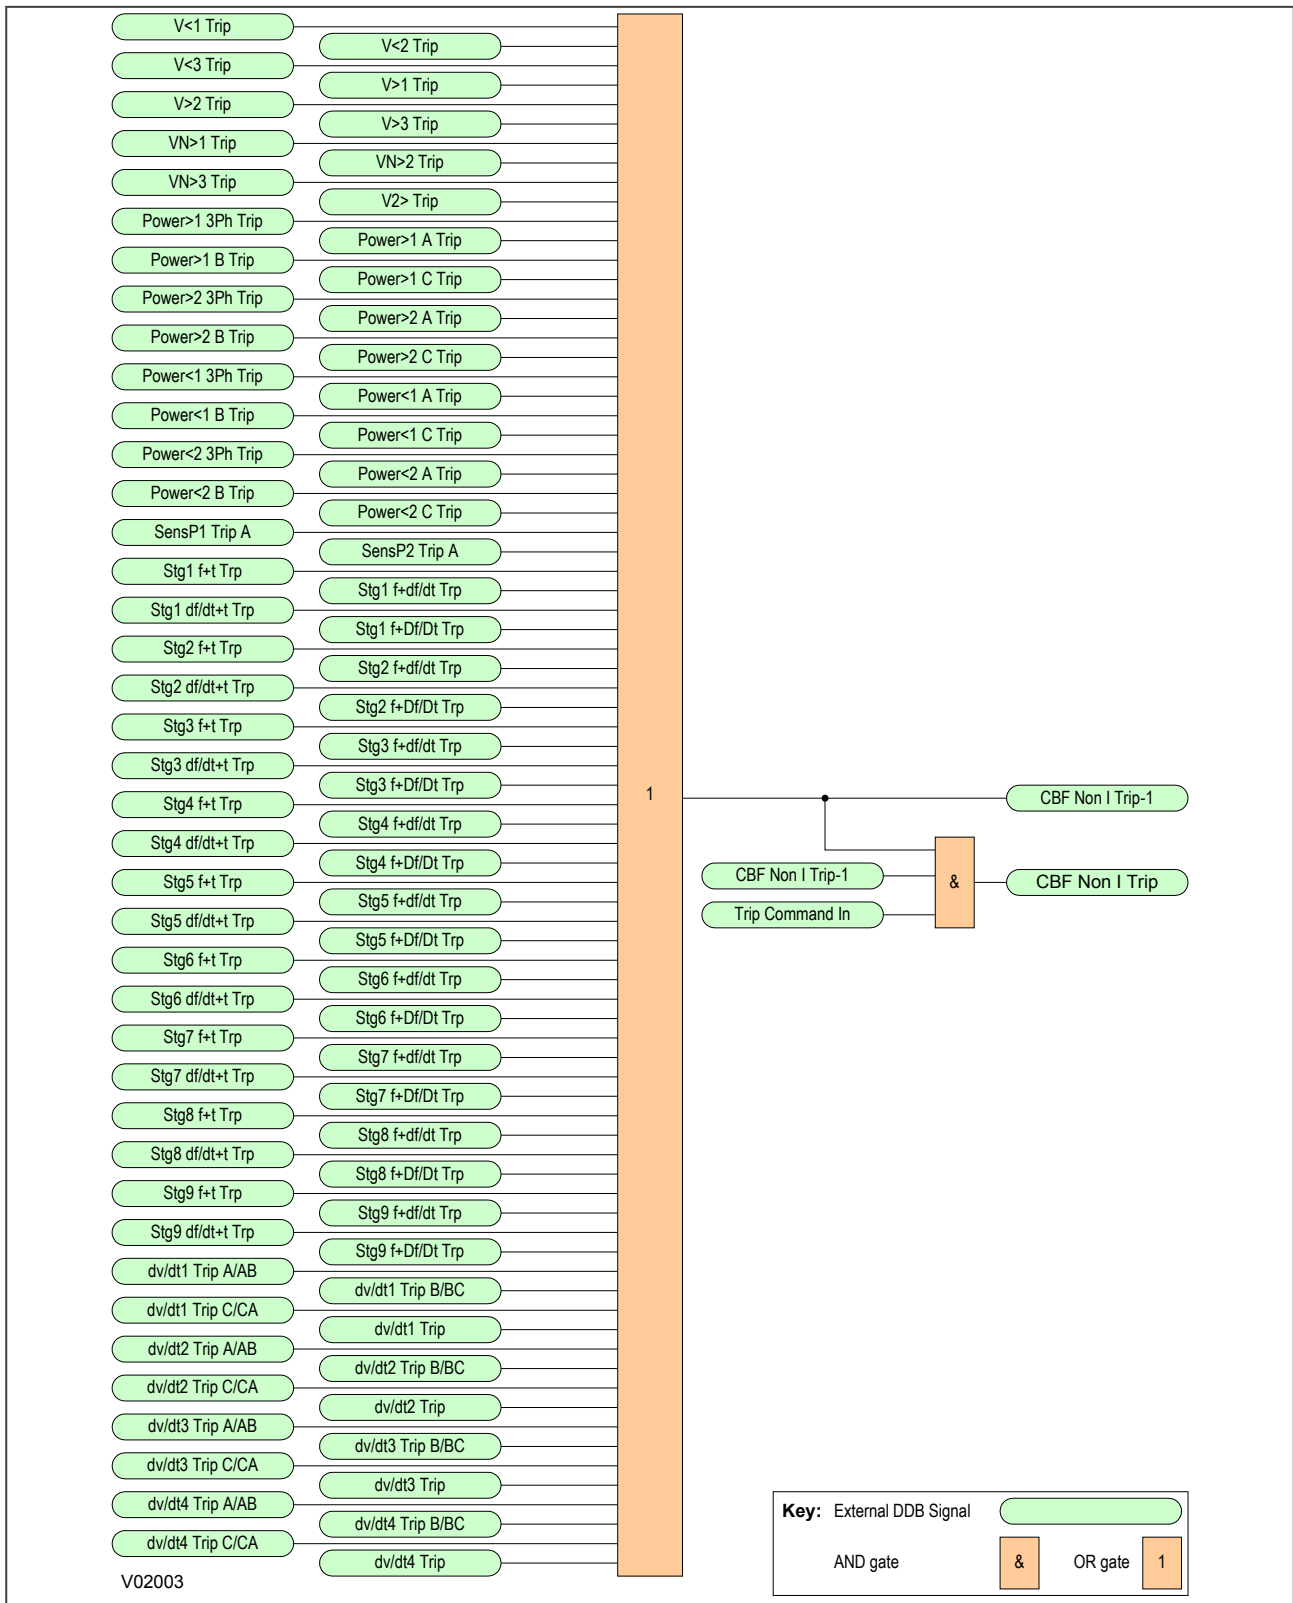 V<1 Trip
V<2 Trip
V<3 Trip
V>1 Trip
V>2 Trip
V>3 Trip
VN>1 Trip
VN>2 Trip
VN>3 Trip
V2> Trip
Power>1 3Ph Trip
Power>1 A Trip
Power>1 B Trip
Power>1 C Trip
Power>2 3Ph Trip
Power>2 A Trip
Power>2 B Trip
Power>2 C Trip
Power<1 3Ph Trip
Power<1 A Trip
Power<1 B Trip
Power<1 C Trip
Power<2 3Ph Trip
Power<2 A Trip
Power<2 B Trip
Power<2 C Trip
SensP1 Trip A
SensP2 Trip A
Stg1 f+t Trp
Stg1 f+df/dt Trp
Stg1 df/dt+t Trp
Stg1 f+Df/Dt Trp
Stg2 f+t Trp
Stg2 f+df/dt Trp
Stg2 df/dt+t Trp
Stg2 f+Df/Dt Trp
Stg3 f+t Trp
Stg3 f+df/dt Trp
Stg3 df/dt+t Trp
Stg3 f+Df/Dt Trp
Stg4 f+t Trp
Stg4 f+df/dt Trp
Stg4 df/dt+t Trp
Stg4 f+Df/Dt Trp
Stg5 f+t Trp
Stg5 f+df/dt Trp
Stg5 df/dt+t Trp
Stg5 f+Df/Dt Trp
Stg6 f+t Trp
Stg6 f+df/dt Trp
Stg6 df/dt+t Trp
Stg6 f+Df/Dt Trp
Stg7 f+t Trp
Stg7 f+df/dt Trp
Stg7 df/dt+t Trp
Stg7 f+Df/Dt Trp
Stg8 f+t Trp
Stg8 f+df/dt Trp
Stg8 df/dt+t Trp
Stg8 f+Df/Dt Trp
Stg9 f+t Trp
Stg9 f+df/dt Trp
Stg9 df/dt+t Trp
Stg9 f+Df/Dt Trp
dv/dt1 Trip A/AB
dv/dt1 Trip B/BC
dv/dt1 Trip C/CA
dv/dt1 Trip
dv/dt2 Trip A/AB
dv/dt2 Trip B/BC
dv/dt2 Trip C/CA
dv/dt2 Trip
dv/dt3 Trip A/AB
dv/dt3 Trip B/BC
dv/dt3 Trip C/CA
dv/dt3 Trip
dv/dt4 Trip A/AB
dv/dt4 Trip B/BC
dv/dt4 Trip C/CA
dv/dt4 Trip
1
CBF Non I Trip-1
CBF Non I Trip-1
&
CBF Non I Trip
Trip Command In
Key: External DDB Signal
AND gate & OR gate 1
V02003